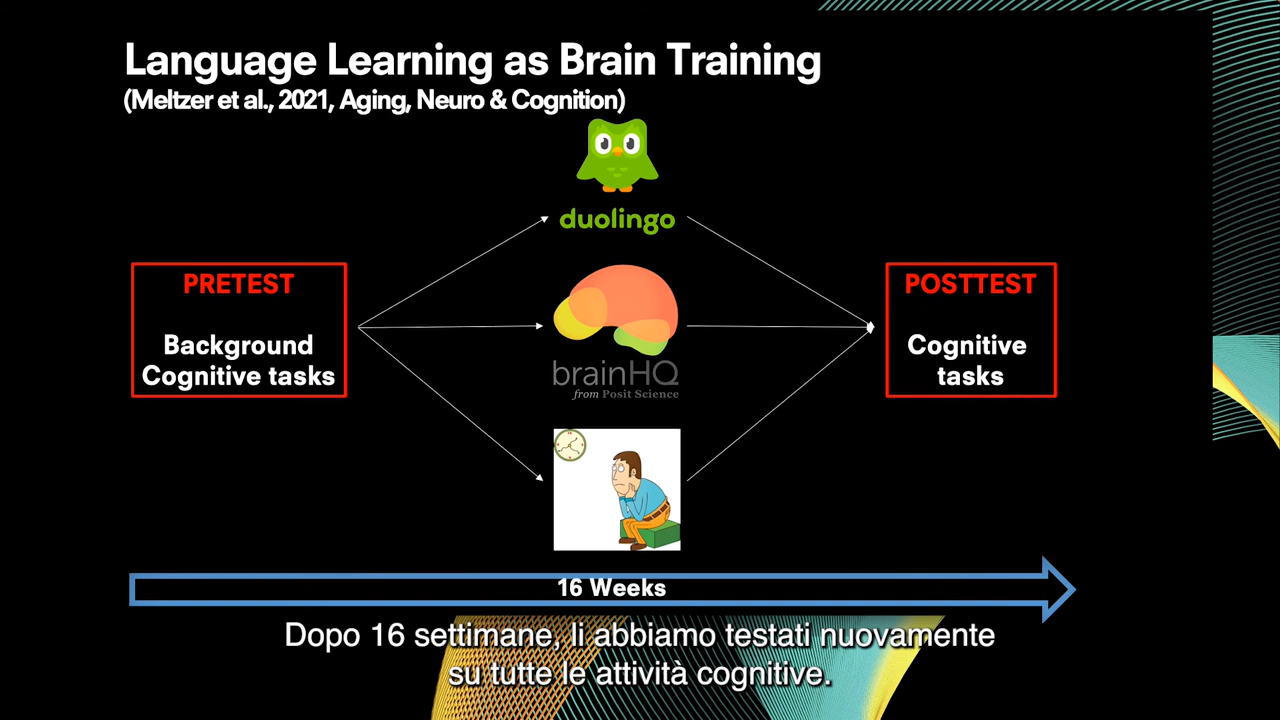 Language Learning as Brain Training
(Meltzer et al., 2021, Aging, Neuro & Cognition)
duolingo
PRETEST
Background
Cognitive tasks
brainHQ
from Posit Science
POSTTEST
Cognitive
tasks
16 Weeks
Dopo 16 settimane, li abbiamo testati nuovamente
su tutte le attività cognitive.